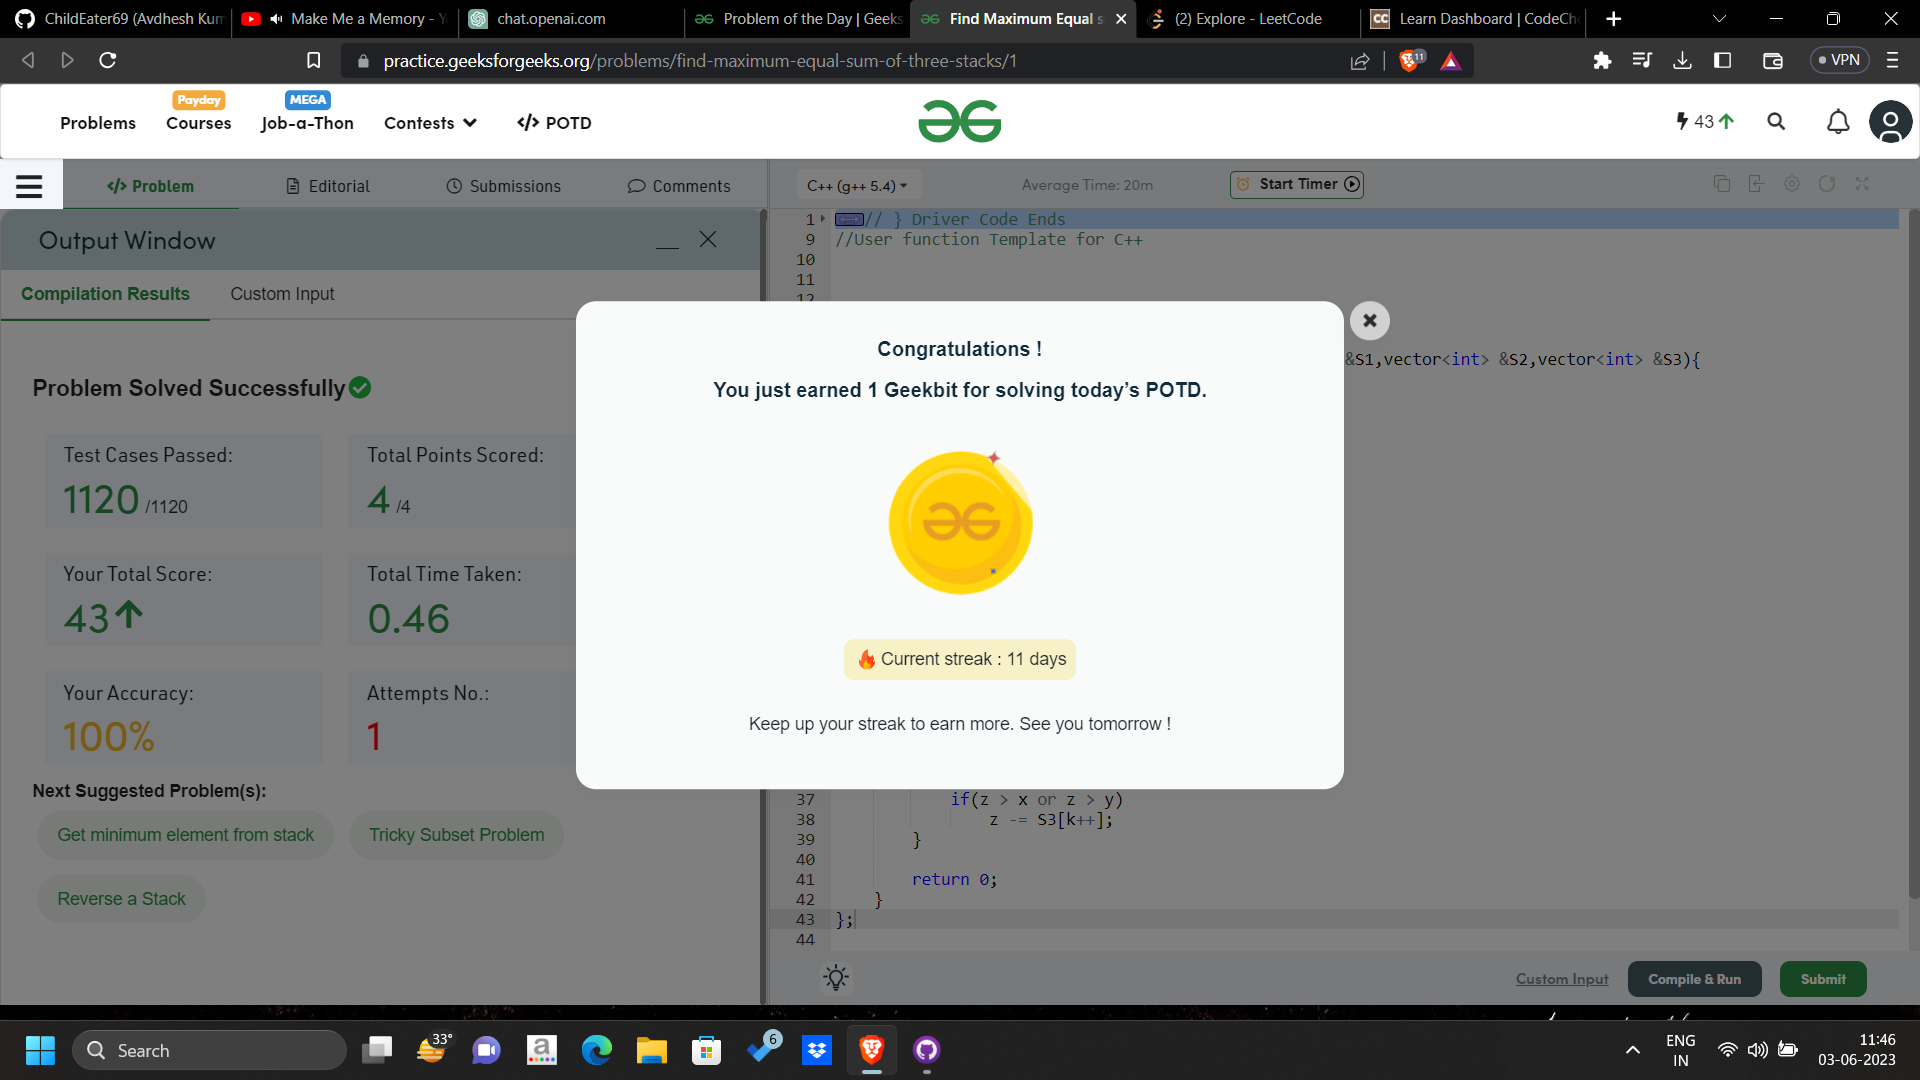 ChildEater69 (Avdhesh Kum
Make Me a Memory - Y
chat.openai.com
Problem of the Day | Geeks
Find Maximum Equal s
(2) Explore - LeetCode
CC
Learn Dashboard | CodeChe
practice.geeksforgeeks.org/problems/find-maximum-equal-sum-of-three-stacks/1
11
VPN
Payday
MEGA
Problems
Courses
Job-a-Thon
Contests
</> POTD
43
</> Problem
Editorial
Submissions
Comments
C++ (g++ 5.4)
Average Time: 20m
Start Timer
Output Window
Compilation Results
Custom Input
1 // } Driver Code Ends
9 //User function Template for C++
10
11
12
&S1,vector<int> &S2,vector<int> &S3){
Congratulations !
You just earned 1 Geekbit for solving today’s POTD.
Current streak : 11 days
Keep up your streak to earn more. See you tomorrow !
Problem Solved Successfully
Test Cases Passed:
1120 /1120
Total Points Scored:
4 /4
Your Total Score:
43
Total Time Taken:
0.46
Your Accuracy:
100%
Attempts No.:
1
Next Suggested Problem(s):
Get minimum element from stack
Tricky Subset Problem
Reverse a Stack
37 if(z > x or z > y)
38 z -= S3[k++];
39 }
40
41 return 0;
42 }
43 };
44
Custom Input
Compile & Run
Submit
Search
33°
a
6
ENG
IN
11:46
03-06-2023